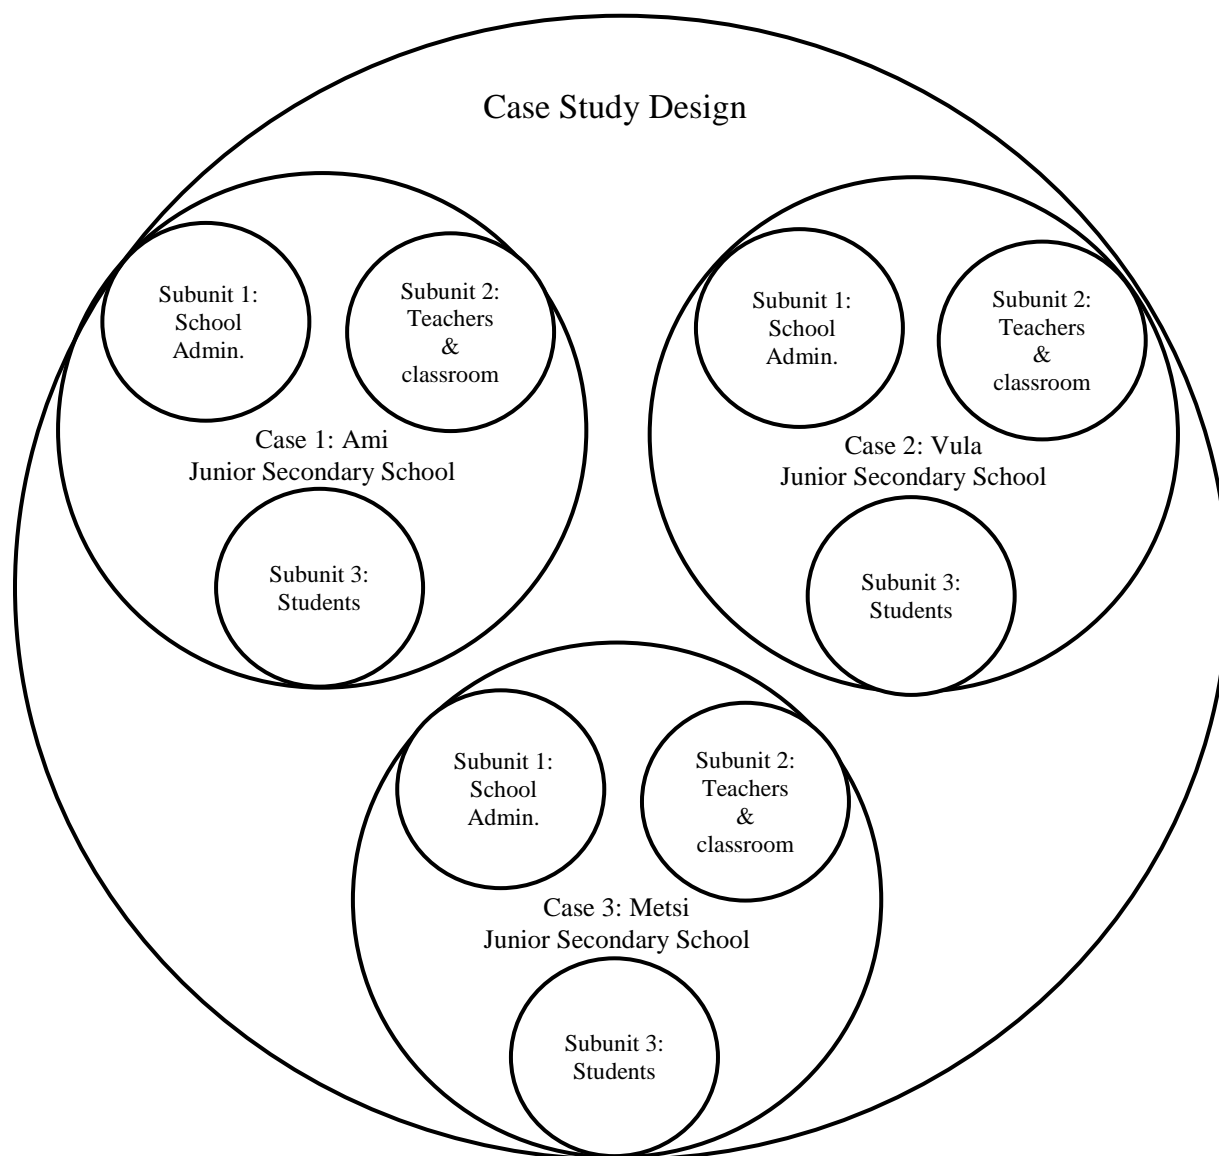 Case Study Design
Subunit 1:
School
Admin.
Subunit 2:
Teachers
&
classroom
Case 1: Ami
Junior Secondary School
Subunit 3:
Students
Subunit 1:
School
Admin.
Subunit 2:
Teachers
&
classroom
Case 2: Vula
Junior Secondary School
Subunit 3:
Students
Subunit 1:
School
Admin.
Subunit 2:
Teachers
&
classroom
Case 3: Metsi
Junior Secondary School
Subunit 3:
Students